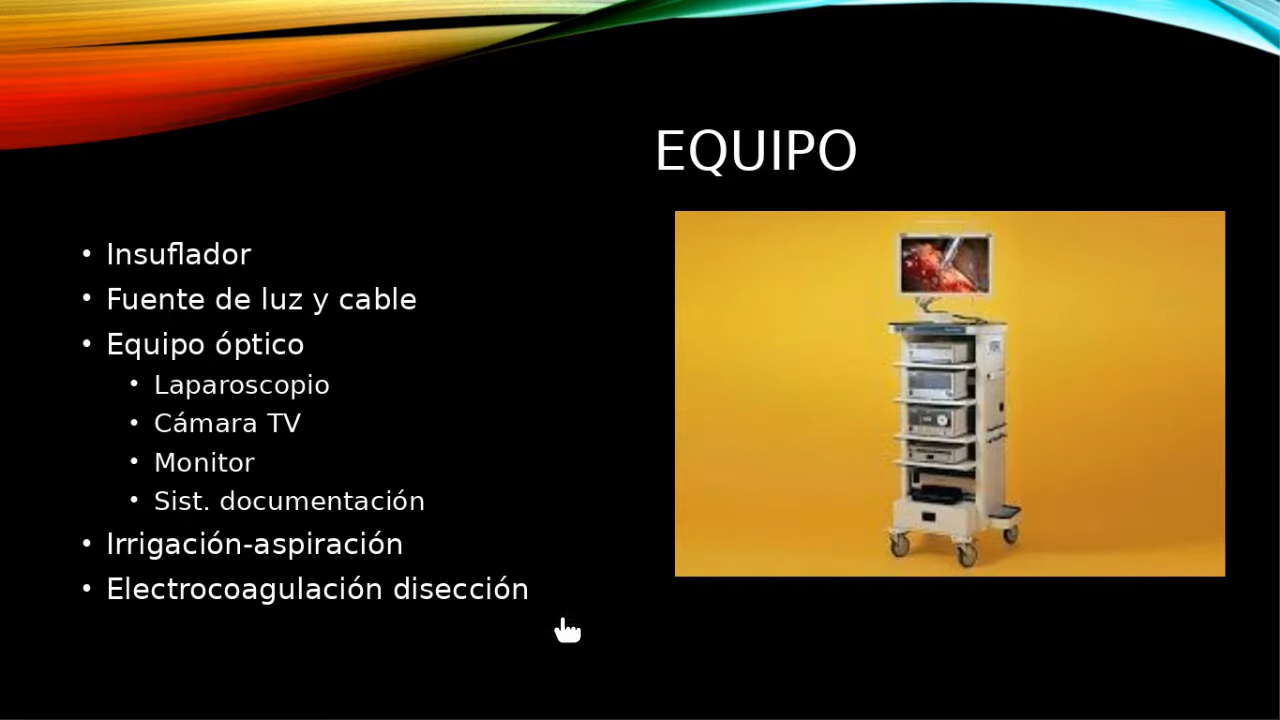 EQUIPO
• Insuflador
• Fuente de luz y cable
• Equipo óptico
• Laparoscopio
• Cámara TV
• Monitor
• Sist. documentación
• Irrigación-aspiración
• Electrocoagulación disección